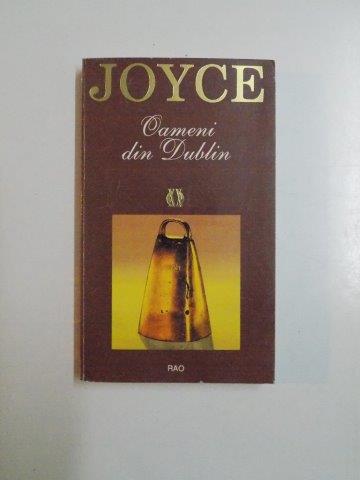 JOYCE
Oameni
din Dublin
RAO